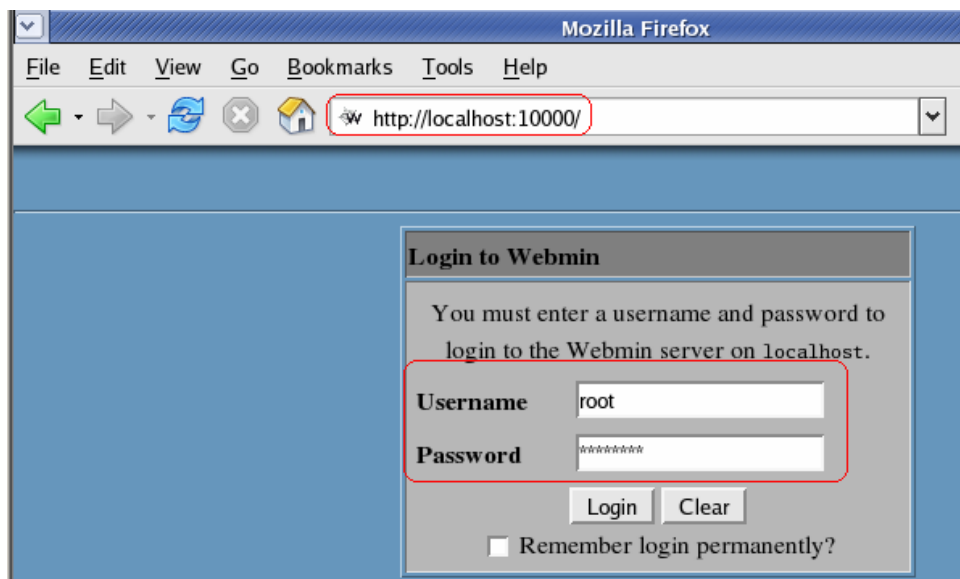 Mozilla Firefox
File Edit View Go Bookmarks Tools Help
http://localhost:10000/
Login to Webmin
You must enter a username and password to
login to the Webmin server on localhost.
Username root
Password ********
Login Clear
Remember login permanently?